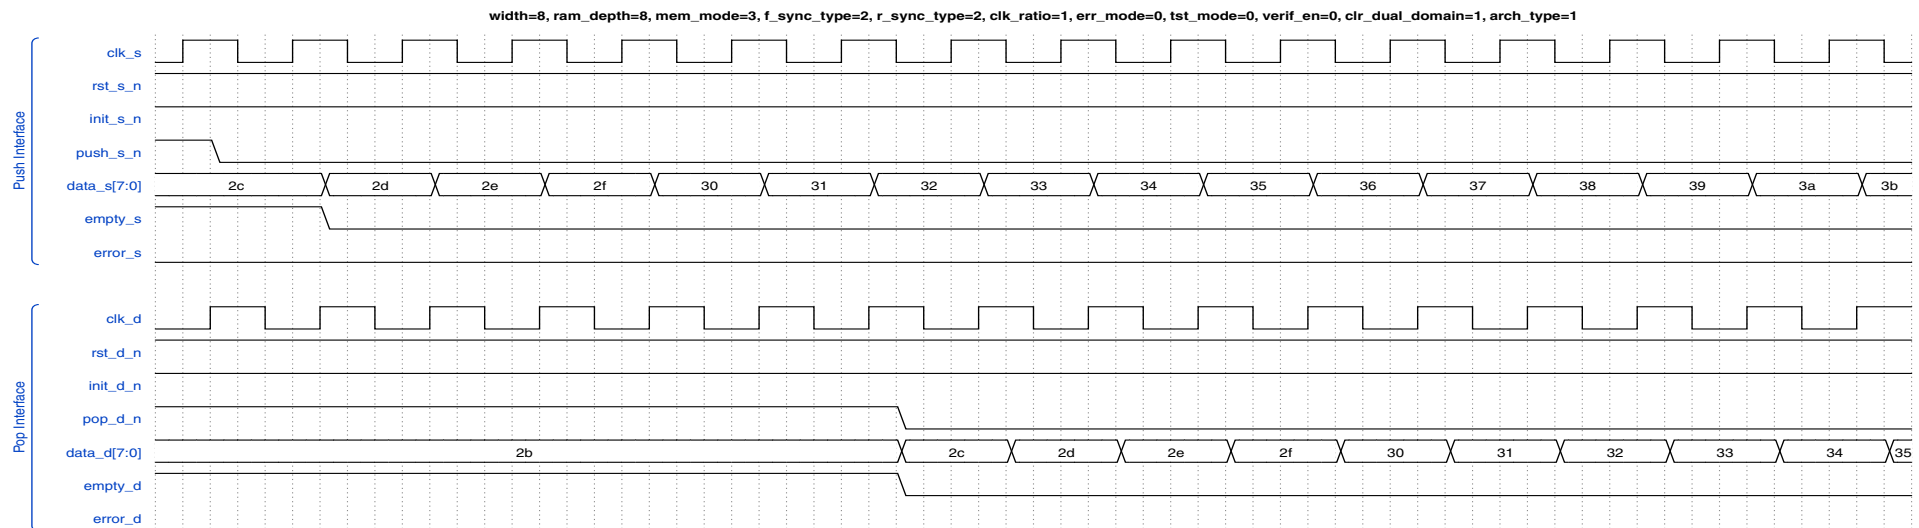 width=8, ram_depth=8, mem_mode=3, f_sync_type=2, r_sync_type=2, clk_ratio=1, err_mode=0, tst_mode=0, verif_en=0, clr_dual_domain=1, arch_type=1
Push Interface
clk_s
rst_s_n
init_s_n
push_s_n
data_s[7:0] 2c 2d 2e 2f 30 31 32 33 34 35 36 37 38 39 3a 3b
empty_s
error_s
Pop Interface
clk_d
rst_d_n
init_d_n
pop_d_n
data_d[7:0] 2b 2c 2d 2e 2f 30 31 32 33 34 35
empty_d
error_d